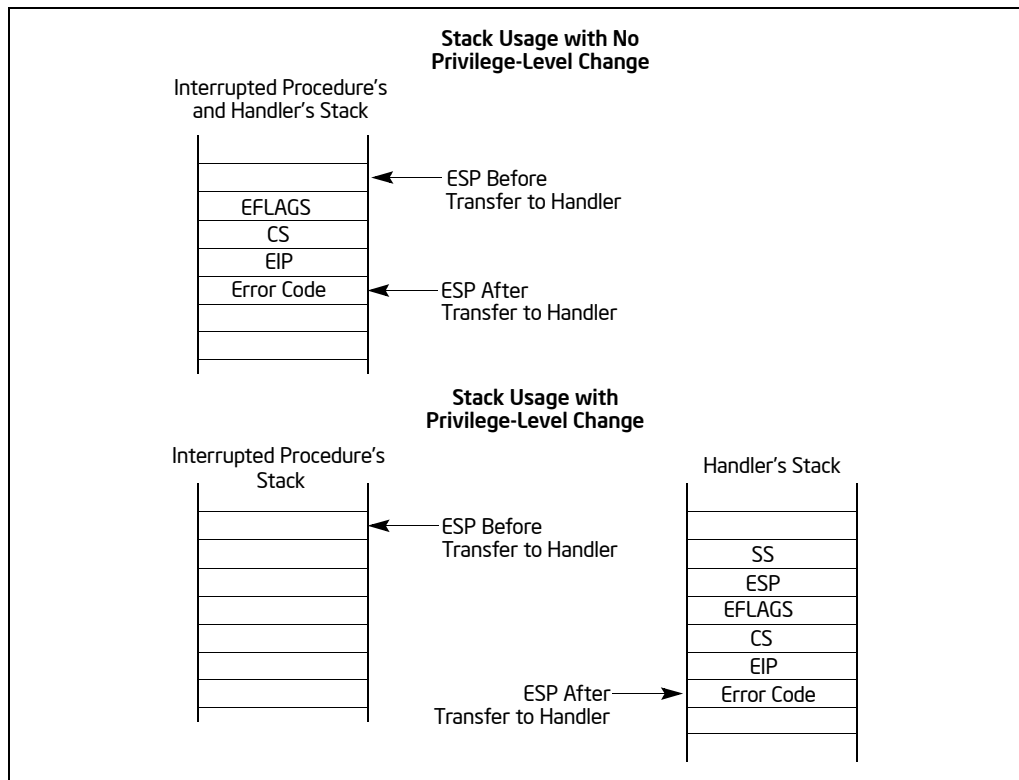 Stack Usage with No
Privilege-Level Change
Interrupted Procedure's
and Handler's Stack
ESP Before
Transfer to Handler
EFLAGS
CS
EIP
Error Code
ESP After
Transfer to Handler
Stack Usage with
Privilege-Level Change
Interrupted Procedure's
Stack
Handler's Stack
ESP Before
Transfer to Handler
SS
ESP
EFLAGS
CS
EIP
ESP After
Transfer to Handler
Error Code